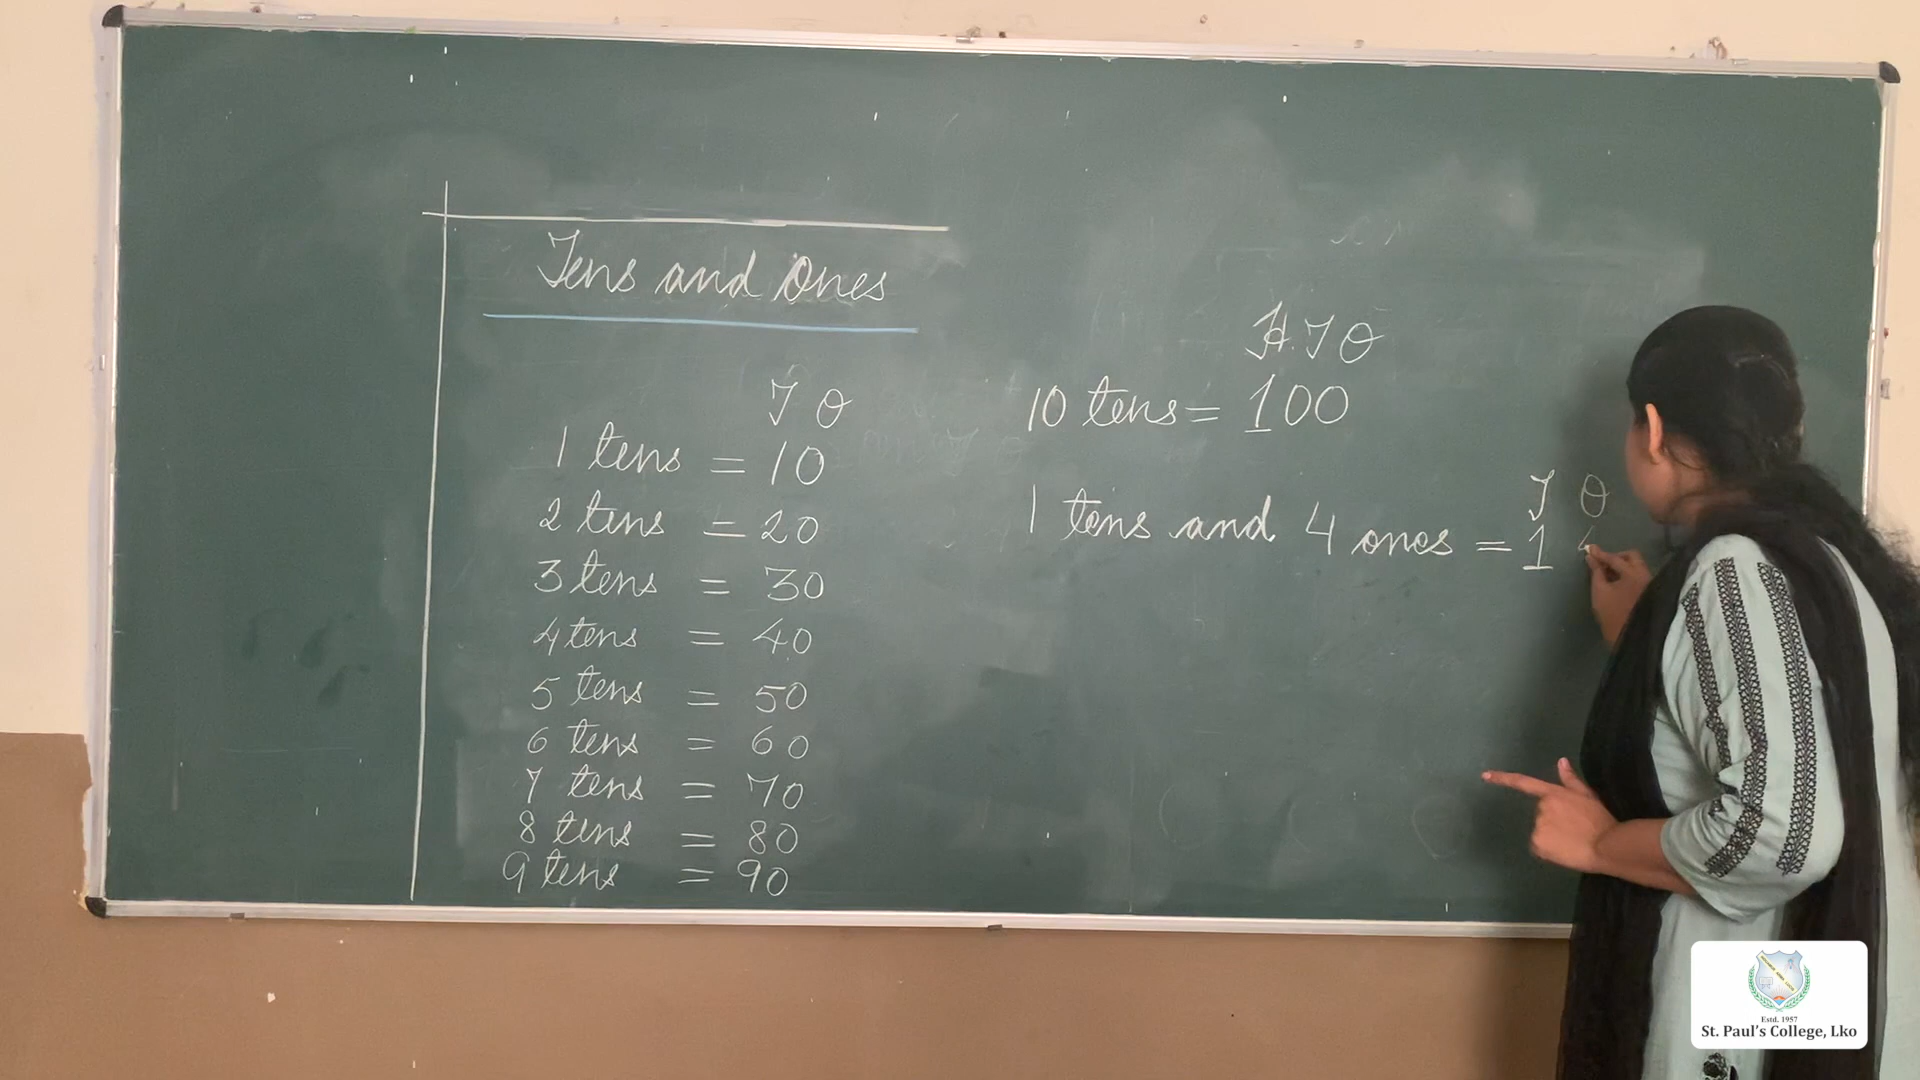 Tens and Ones
T O
1 tens = 10
2 tens = 20
3 tens = 30
4 tens = 40
5 tens = 50
6 tens = 60
7 tens = 70
8 tens = 80
9 tens = 90
H.T O
10 tens = 100
T O
1 tens and 4 ones = 1 4
Estd. 1957
St. Paul's College, Lko